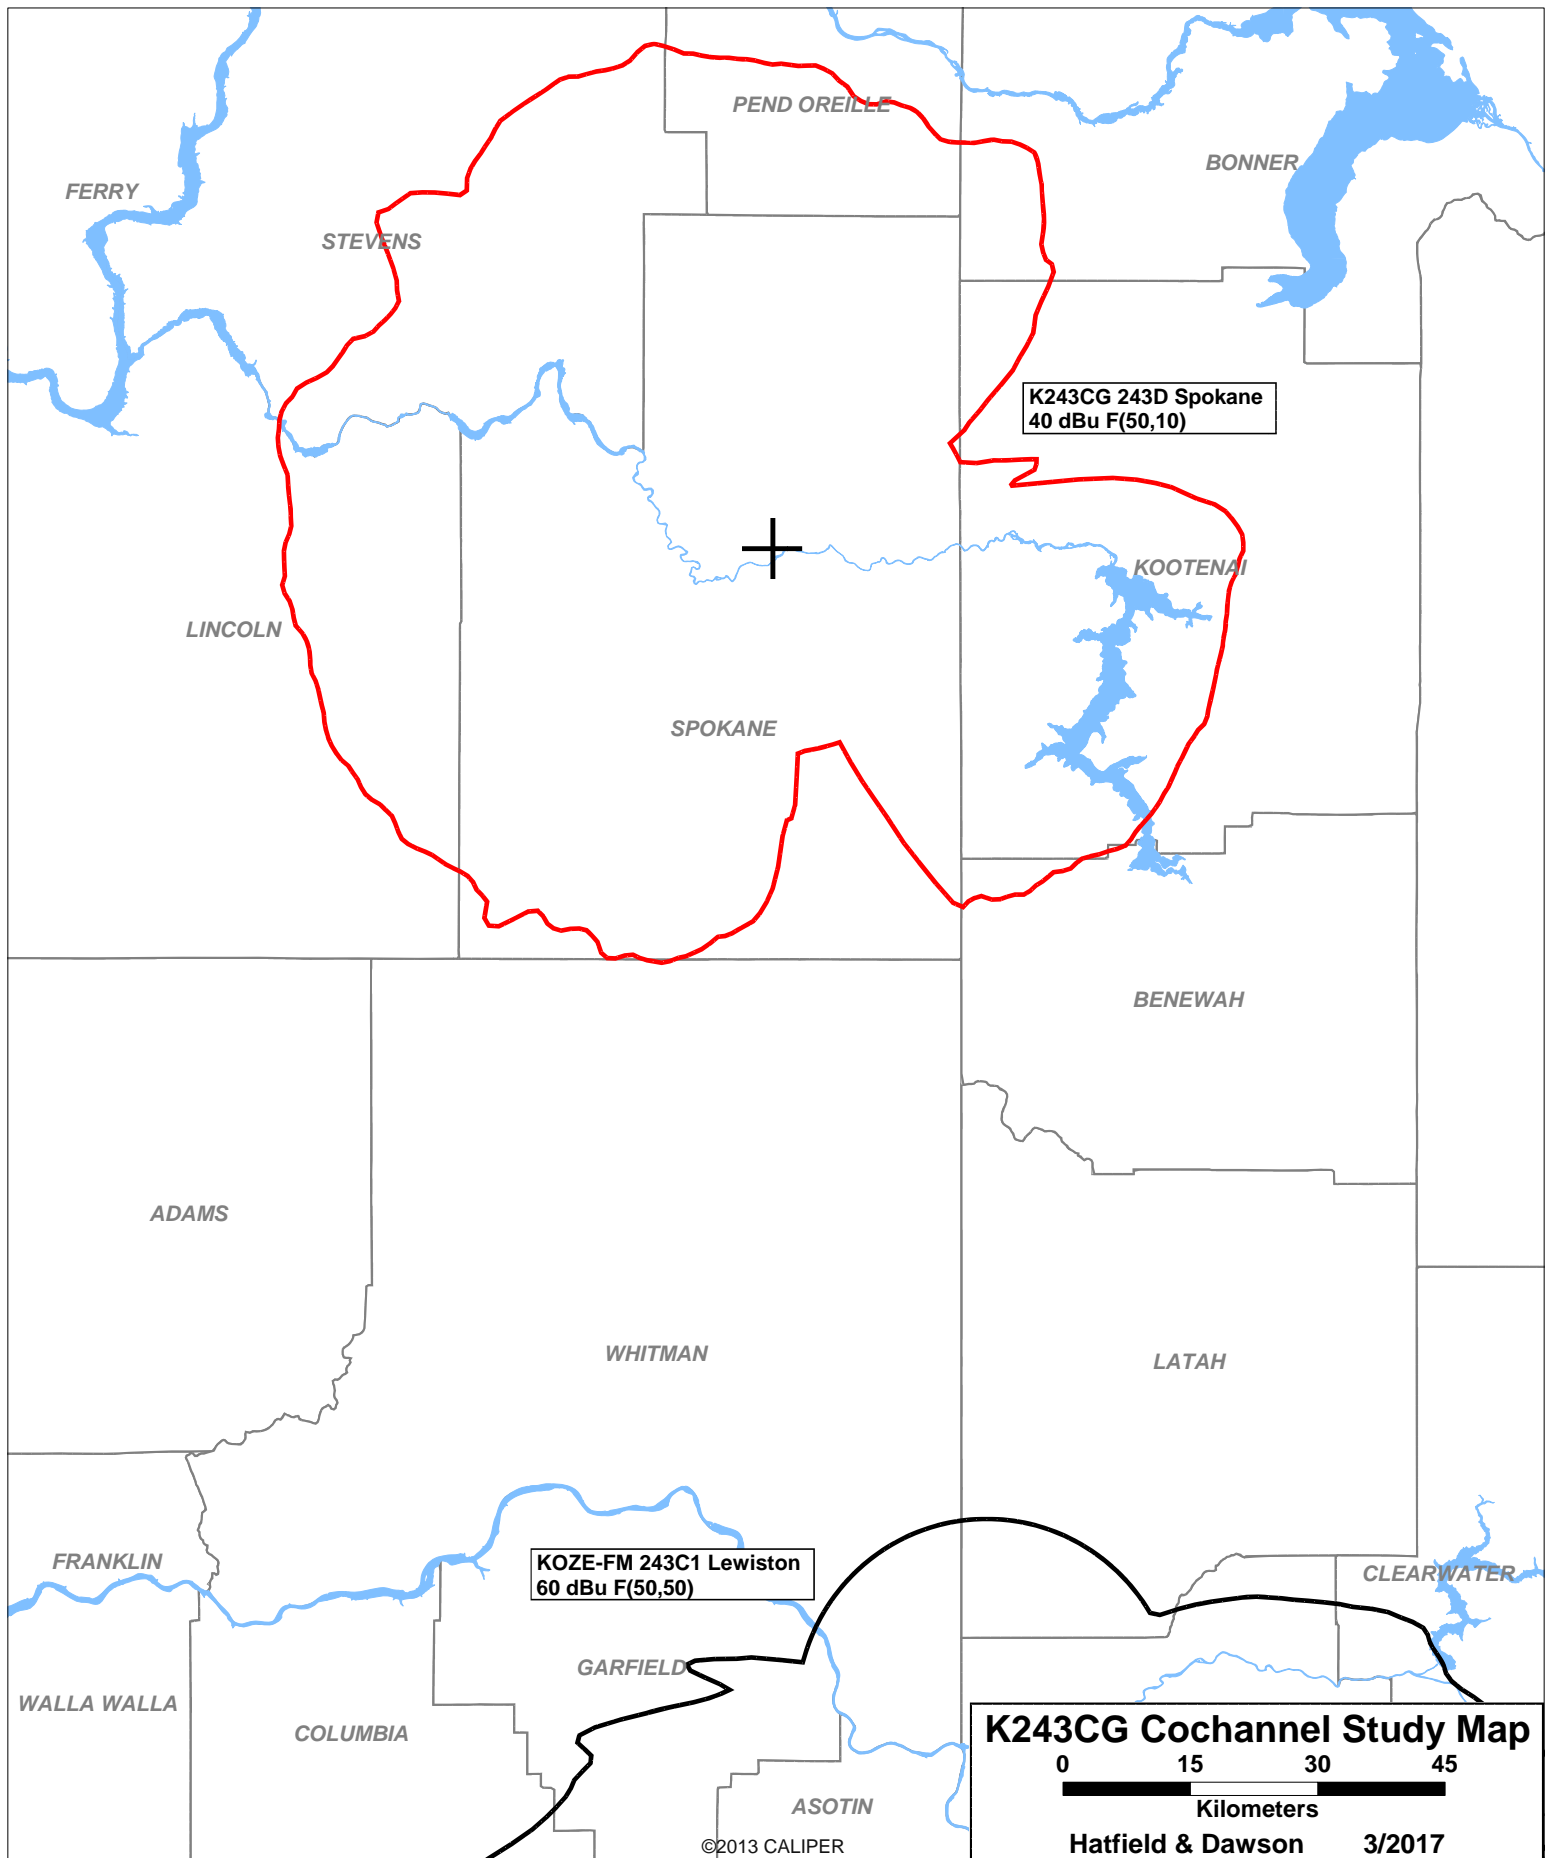 PEND OREILLE
BONNER
FERRY
STEVENS
K243CG 243D Spokane
40 dBu F(50,10)
KOOTENAI
LINCOLN
SPOKANE
BENEWAH
ADAMS
WHITMAN
LATAH
FRANKLIN
KOZE-FM 243C1 Lewiston
60 dBu F(50,50)
CLEARWATER
GARFIELD
WALLA WALLA
COLUMBIA
ASOTIN
©2013 CALIPER
K243CG Cochannel Study Map
0 15 30 45
Kilometers
Hatfield & Dawson 3/2017